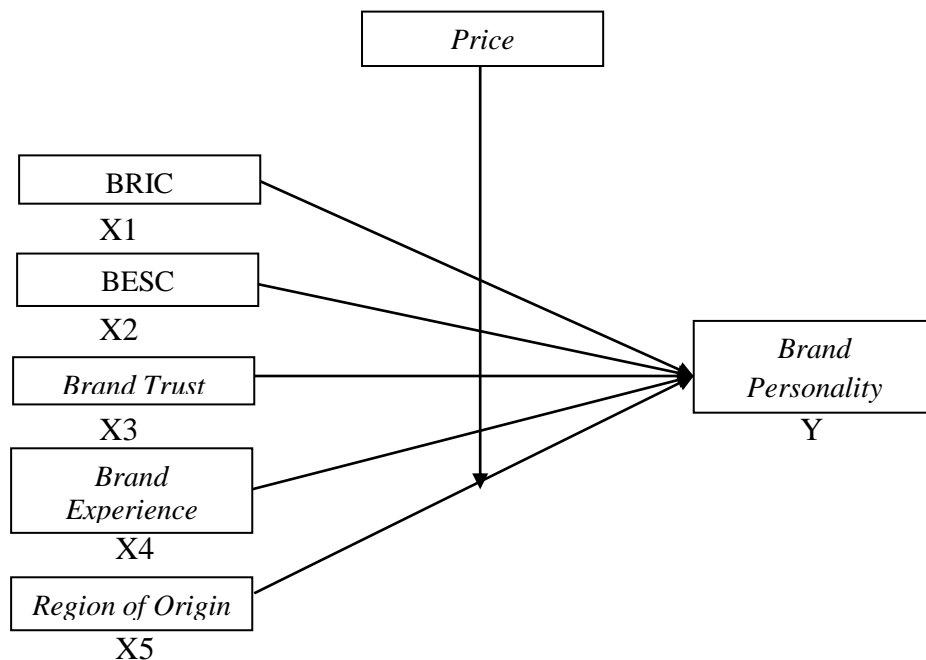 Price
BRIC
X1
BESC
X2
Brand Trust
X3
Brand
Experience
X4
Region of Origin
X5
Brand
Personality
Y